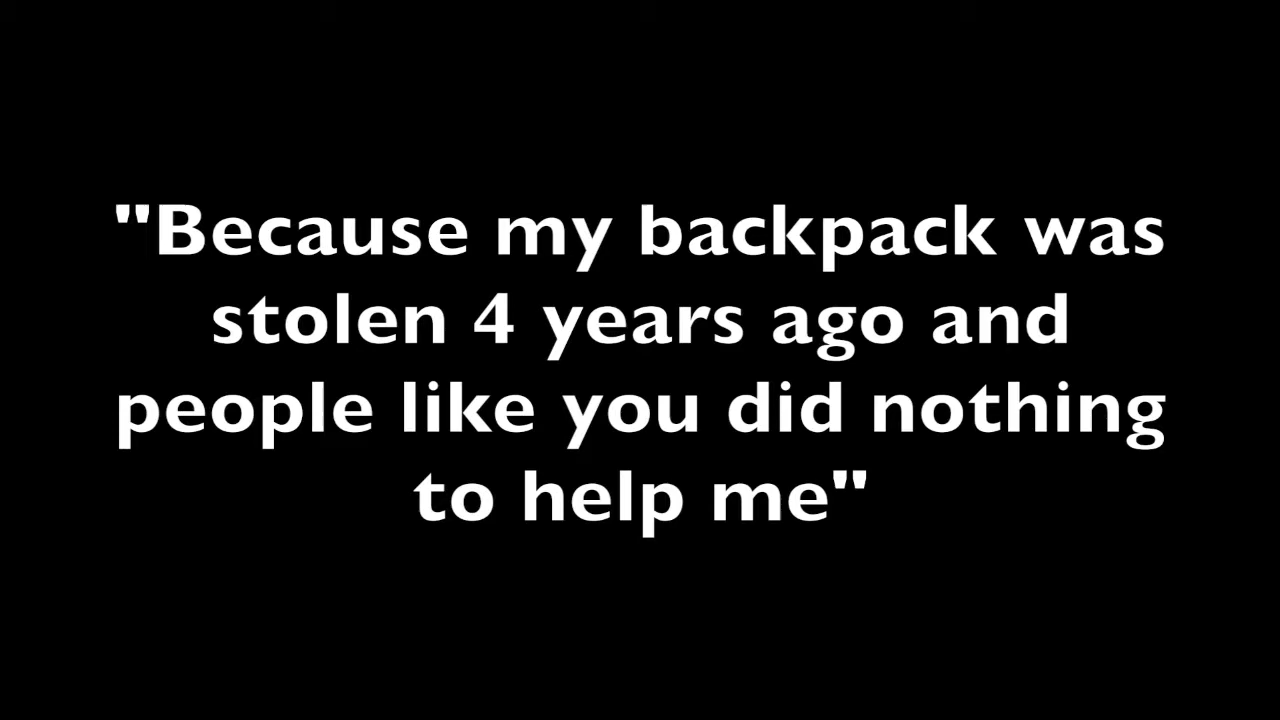 "Because my backpack was
stolen 4 years ago and
people like you did nothing
to help me"